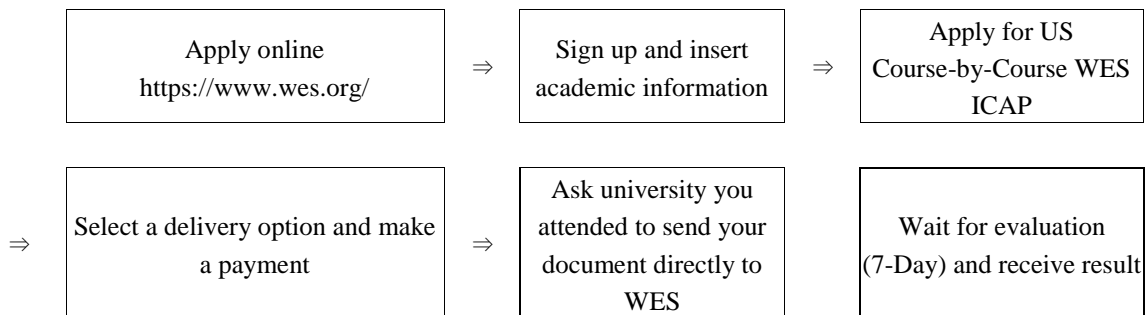 Apply online
https://www.wes.org/
⇒
Sign up and insert
academic information
⇒
Apply for US
Course-by-Course WES
ICAP
⇒
Select a delivery option and make
a payment
⇒
Ask university you
attended to send your
document directly to
WES
Wait for evaluation
(7-Day) and receive result